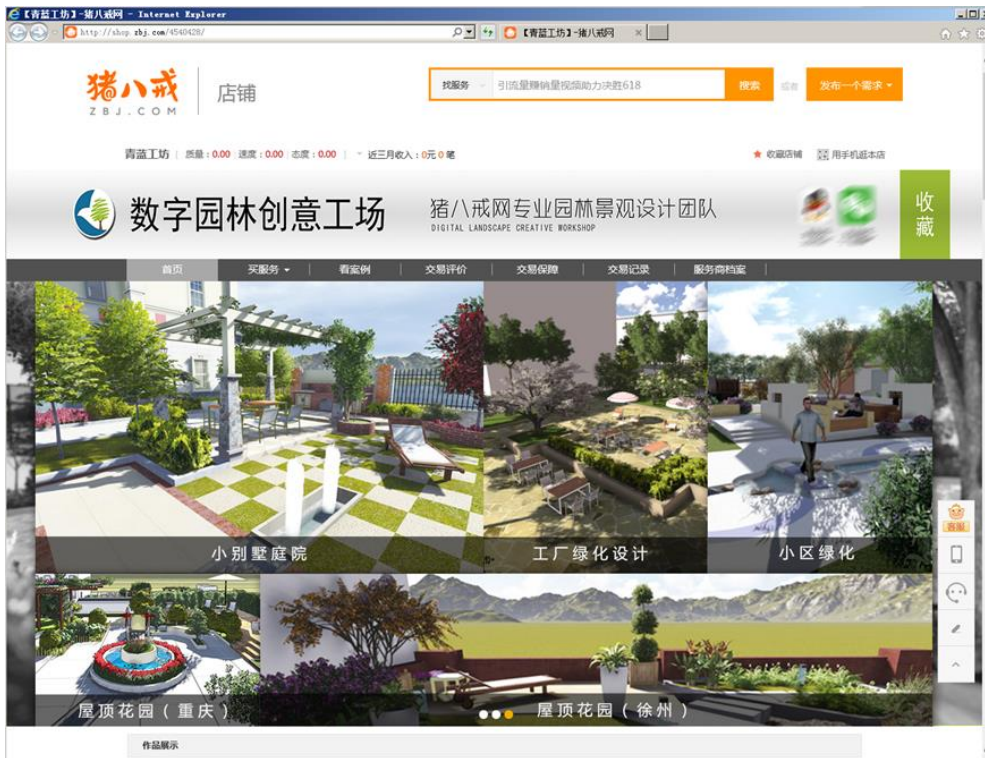 【青蓝工坊】-猪八戒网 - Internet Explorer
http://shop.zbj.com/4540428/
【青蓝工坊】-猪八戒网 ×
猪八戒 店铺
ZBJ.COM
找服务 引流量赚销量视频助力决胜618 搜索 或者 发布一个需求
青蓝工坊 质量：0.00 速度：0.00 态度：0.00 近三月收入：0元 0 笔 收藏店铺 用手机逛本店
数字园林创意工场 猪八戒网专业园林景观设计团队 收藏
DIGITAL LANDSCAPE CREATIVE WORKSHOP
首页 买服务 看案例 交易评价 交易保障 交易记录 服务商档案
小别墅庭院 工厂绿化设计 小区绿化
客服
屋顶花园（重庆） 屋顶花园（徐州）
作品展示